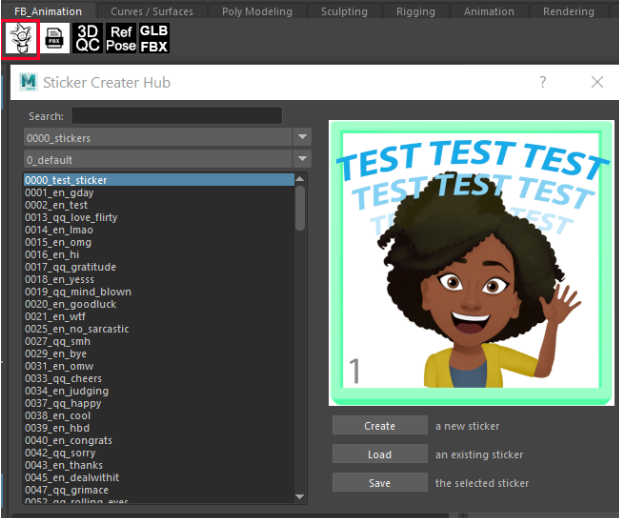 FB_Animation Curves / Surfaces Poly Modeling Sculpting Rigging Animation Rendering
FBX 3D QC Ref Pose GLB FBX
M Sticker Creater Hub ? ×
Search:
0000_stickers
0_default
0000_test_sticker
0001_en_gday
0002_en_test
0013_qq_love_flirty
0014_en_lmao
0015_en_omg
0016_en_hi
0017_qq_gratitude
0018_en_yesss
0019_qq_mind_blown
0020_en_goodluck
0021_en_wtf
0025_en_no_sarcastic
0027_qq_smh
0029_en_bye
0031_en_omw
0033_qq_cheers
0034_en_judging
0037_qq_happy
0038_en_cool
0039_en_hbd
0040_en_congrats
0042_qq_sorry
0043_en_thanks
0045_en_dealwithit
0047_qq_grimace
0052_qq_rolling_eyes
TEST TEST TEST
TEST TEST TEST
TEST
1
Create a new sticker
Load an existing sticker
Save the selected sticker